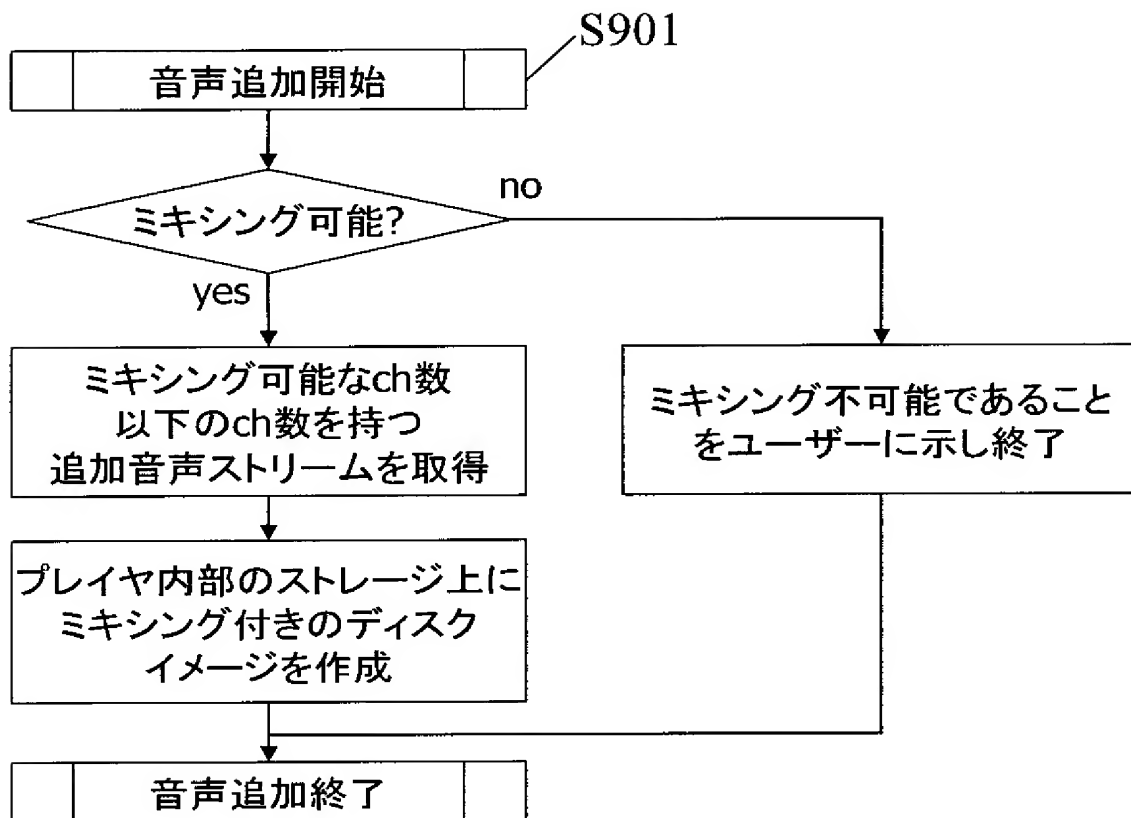 S901
音声追加開始
ミキシング可能?
no
yes
ミキシング可能なch数
以下のch数を持つ
追加音声ストリームを取得
ミキシング不可能であること
をユーザーに示し終了
プレイヤ内部のストレージ上に
ミキシング付きのディスク
イメージを作成
音声追加終了